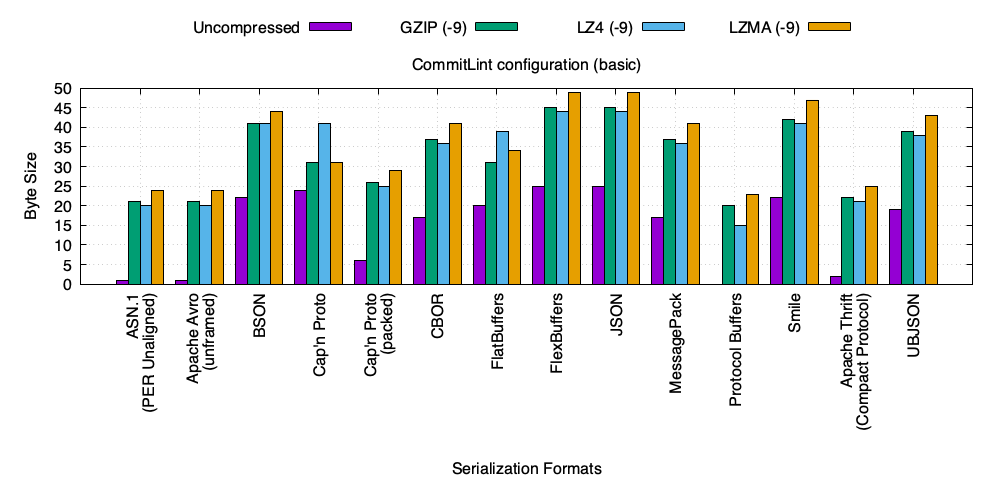 Uncompressed GZIP (-9) LZ4 (-9) LZMA (-9)
CommitLint configuration (basic)
50
45
40
35
30
25
20
15
10
5
0
Byte Size
ASN.1
(PER Unaligned)
Apache Avro
(unframed)
BSON
Cap'n Proto
Cap'n Proto
(packed)
CBOR
FlatBuffers
FlexBuffers
JSON
MessagePack
Protocol Buffers
Smile
Apache Thrift
(Compact Protocol)
UBJSON
Serialization Formats